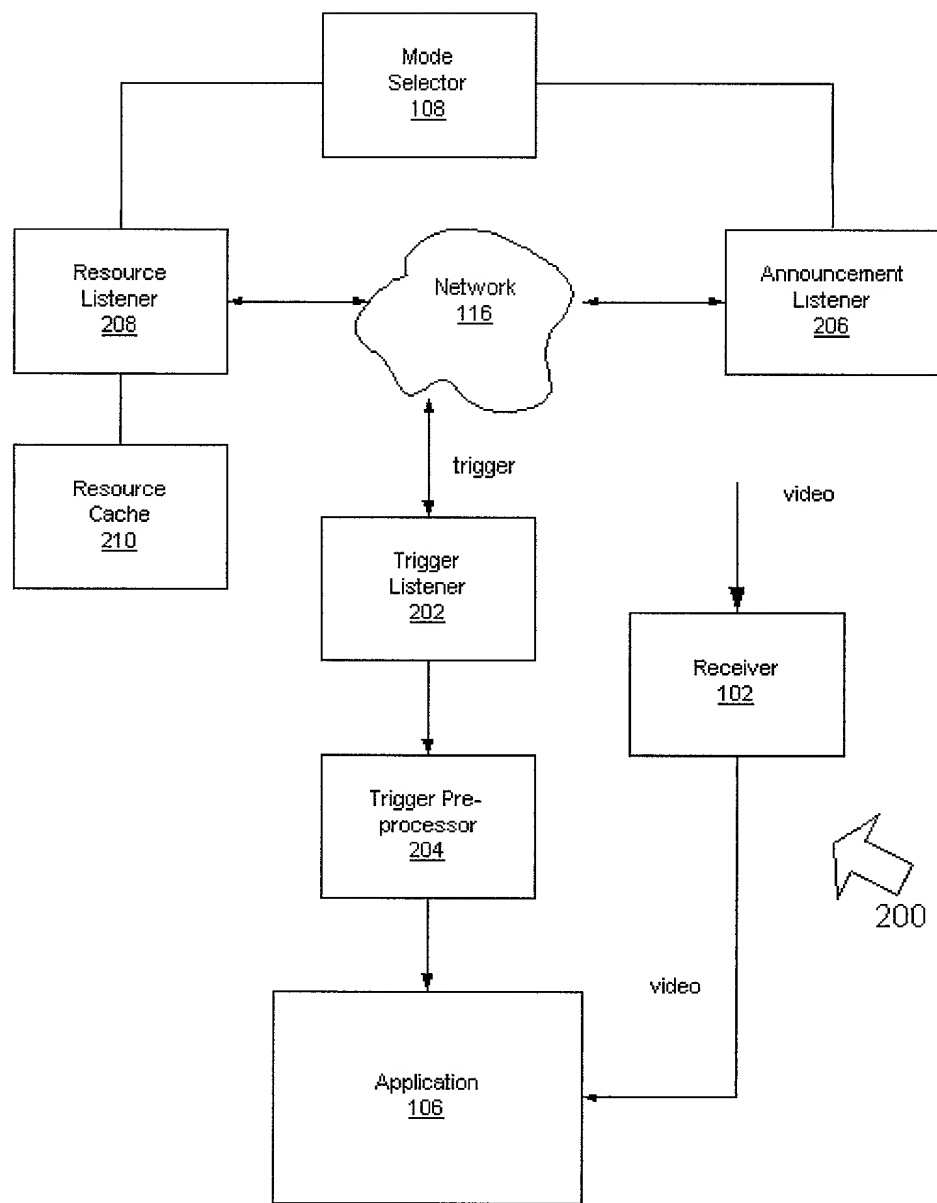 Mode
Selector
108
Resource
Listener
208
Network
116
Announcement
Listener
206
Resource
Cache
210
trigger
video
Trigger
Listener
202
Receiver
102
Trigger Pre-
processor
204
200
video
Application
106